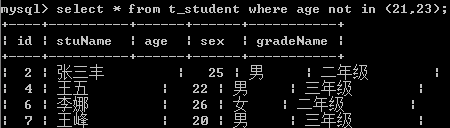 mysql> select * from t_student where age not in (21,23);
+----+---------+------+------+-----------+
| id | stuName | age | sex | gradeName |
+----+---------+------+------+-----------+
| 2 | 张三丰 | 25 | 男 | 二年级 |
| 4 | 王五 | 22 | 男 | 三年级 |
| 6 | 李娜 | 26 | 女 | 二年级 |
| 7 | 王峰 | 20 | 男 | 三年级 |